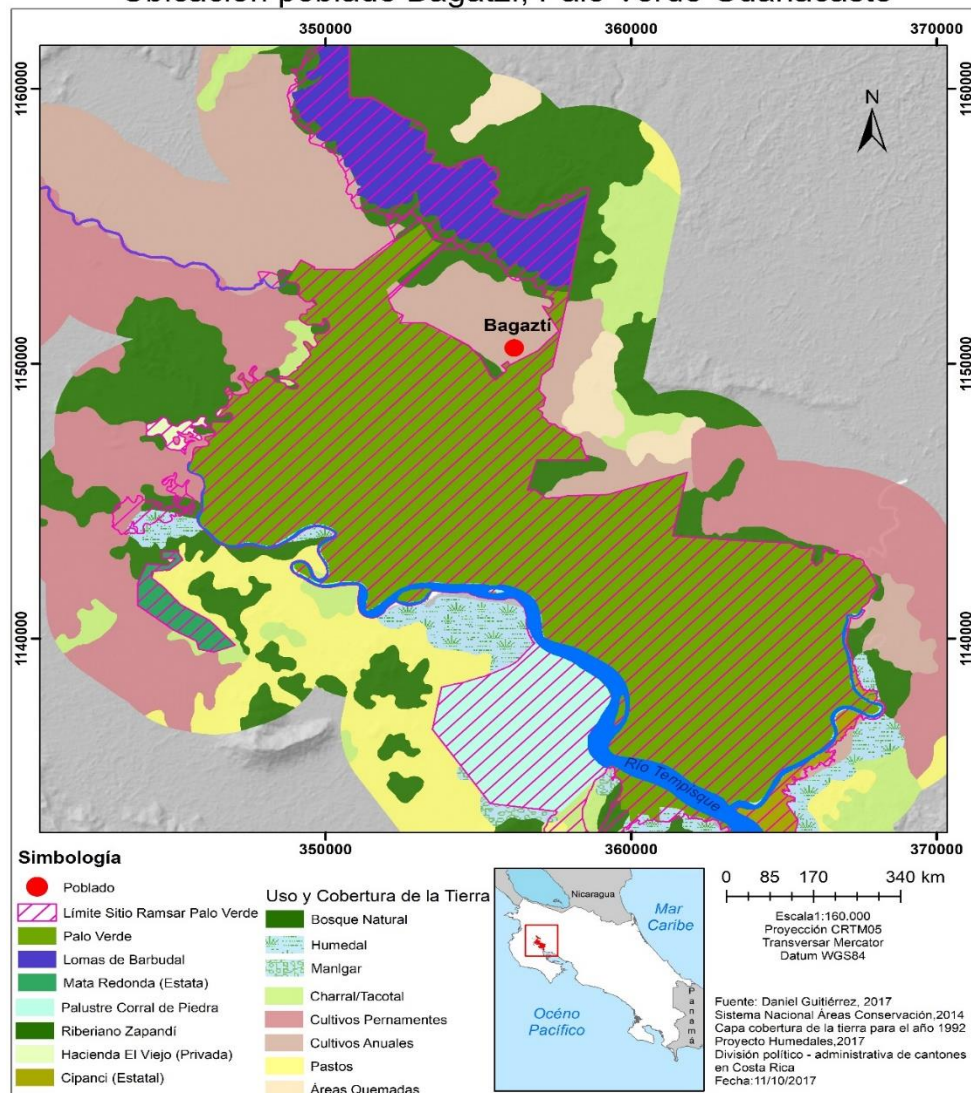 Ubicación poblado Bagatzí, Palo Verde Guanacaste
350000 360000 370000
1160000 1160000
N
Bagaztí
1150000 1150000
1140000 1140000
Río Tempisque
350000 360000 370000
Simbología
Poblado
Límite Sitio Ramsar Palo Verde
Palo Verde
Lomas de Barbudal
Mata Redonda (Estata)
Palustre Corral de Piedra
Riberiano Zapandí
Hacienda El Viejo (Privada)
Cipanci (Estatal)
Uso y Cobertura de la Tierra
Bosque Natural
Humedal
Manlgar
Charral/Tacotal
Cultivos Pernamentes
Cultivos Anuales
Pastos
Áreas Quemadas
Nicaragua
Mar
Caribe
Panamá
Océno
Pacífico
0 85 170 340 km
Escala1:160.000
Proyección CRTM05
Transversar Mercator
Datum WGS84
Fuente: Daniel Guitiérrez, 2017
Sistema Nacional Áreas Conservación,2014
Capa cobertura de la tierra para el año 1992
Proyecto Humedales,2017
División político - administrativa de cantones
en Costa Rica
Fecha:11/10/2017